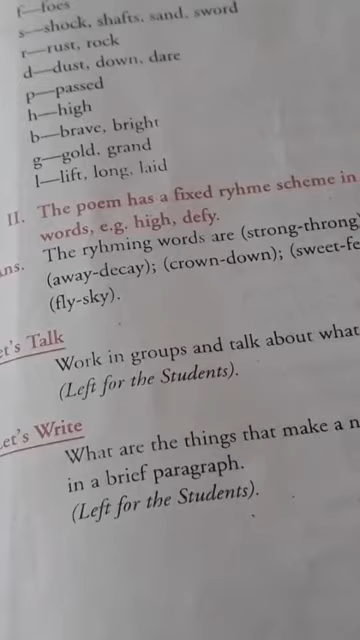 f—foes
s—shock, shafts, sand, sword
r—rust, rock
d—dust, down, dare
p—passed
h—high
b—brave, bright
g—gold, grand
l—lift, long, laid
II. The poem has a fixed ryhme scheme in
words, e.g. high, defy.
ns. The ryhming words are (strong-throng)
(away-decay); (crown-down); (sweet-fe
(fly-sky).
et's Talk
Work in groups and talk about what
(Left for the Students).
Let's Write
What are the things that make a n
in a brief paragraph.
(Left for the Students).